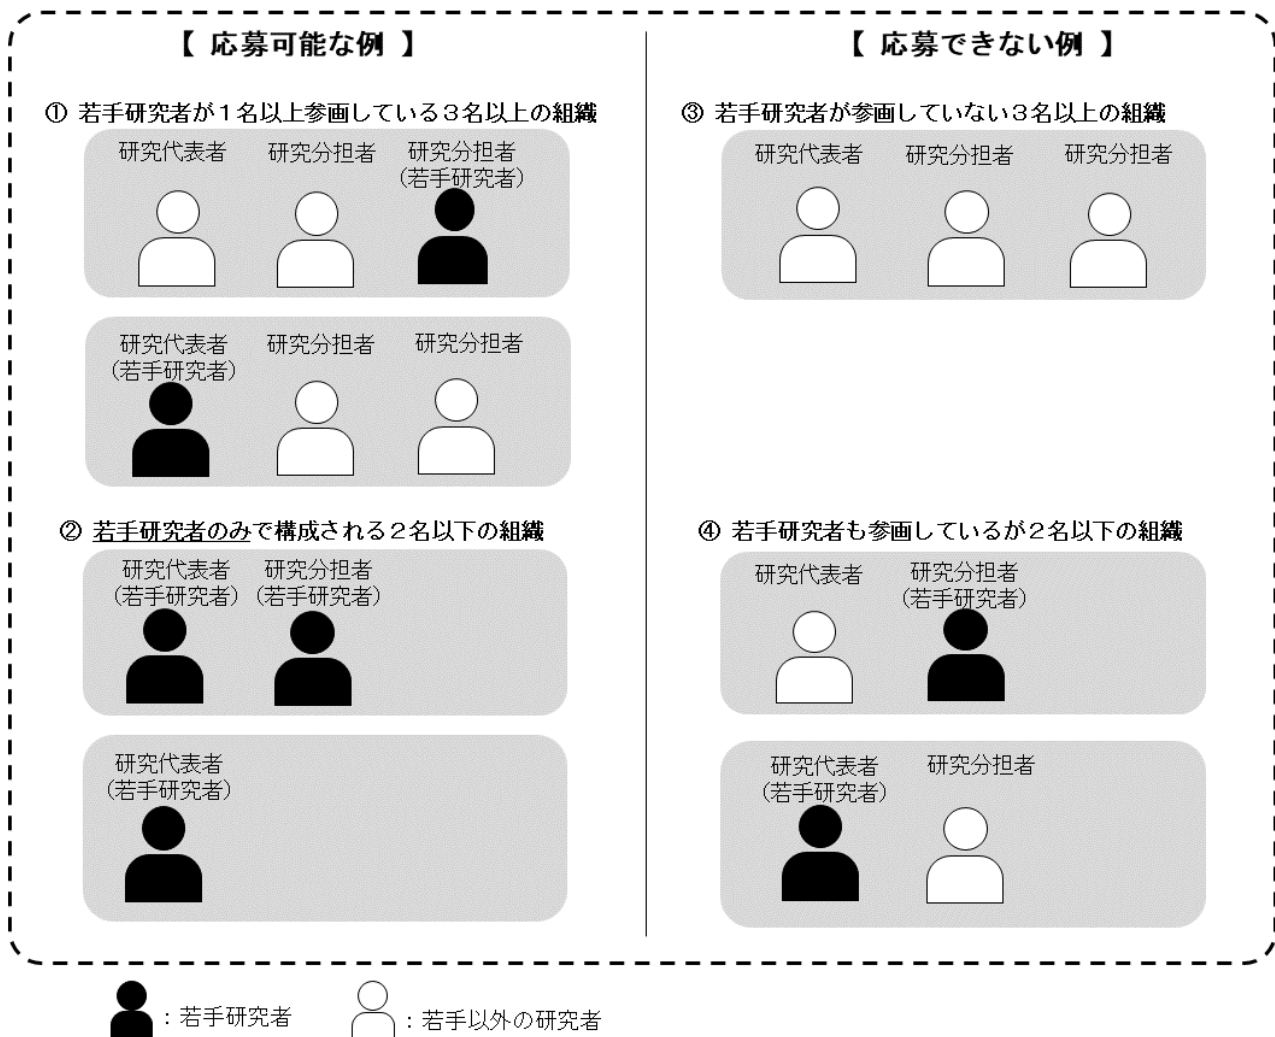 【 応募可能な例 】
① 若手研究者が１名以上参画している３名以上の組織
研究代表者
研究分担者
研究分担者
(若手研究者)
研究代表者
(若手研究者)
研究分担者
研究分担者
② 若手研究者のみで構成される２名以下の組織
研究代表者
(若手研究者)
研究分担者
(若手研究者)
研究代表者
(若手研究者)
【 応募できない例 】
③ 若手研究者が参画していない３名以上の組織
研究代表者
研究分担者
研究分担者
④ 若手研究者も参画しているが２名以下の組織
研究代表者
研究分担者
(若手研究者)
研究代表者
(若手研究者)
研究分担者
：若手研究者
：若手以外の研究者